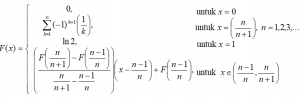 F(x) = { 0, untuk x = 0
∑_{k=1}^{n} (-1)^{k+1} (1/k), untuk x = (n/(n+1)), n = 1,2,3,...
ln 2, untuk x = 1
((F(n/(n+1)) - F((n-1)/n)) / (n/(n+1) - (n-1)/n)) (x - (n-1)/n) + F((n-1)/n), untuk x ∈ ((n-1)/n, n/(n+1))